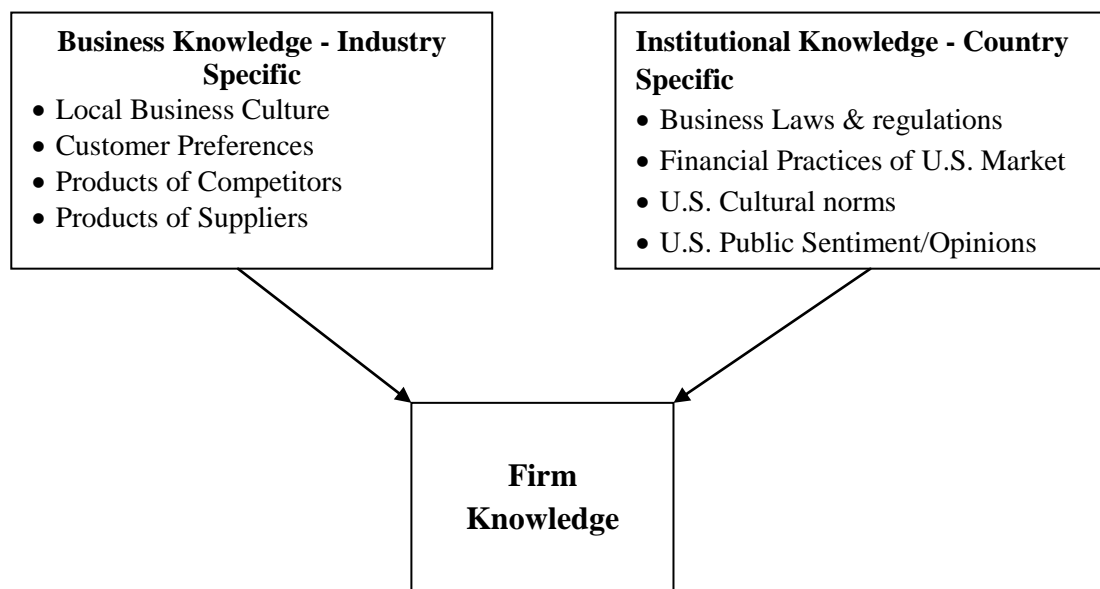 Business Knowledge - Industry
Specific
• Local Business Culture
• Customer Preferences
• Products of Competitors
• Products of Suppliers
Institutional Knowledge - Country
Specific
• Business Laws & regulations
• Financial Practices of U.S. Market
• U.S. Cultural norms
• U.S. Public Sentiment/Opinions
Firm
Knowledge